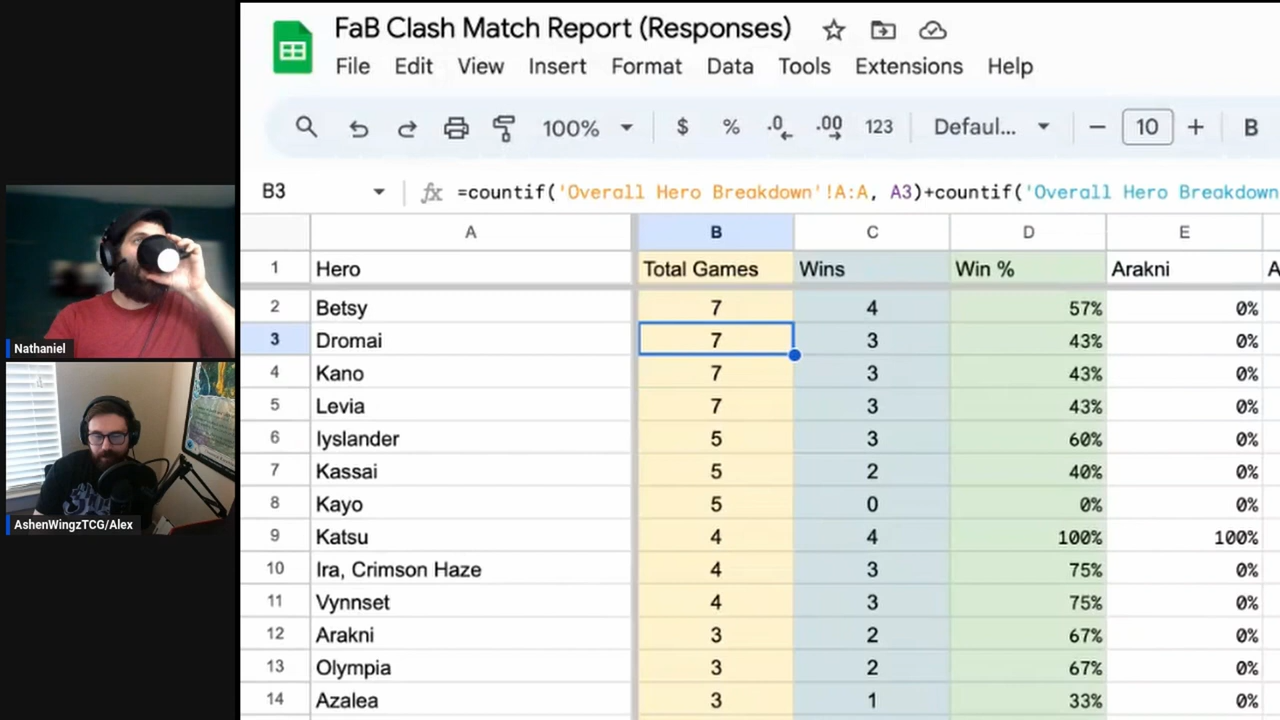 FaB Clash Match Report (Responses)
File Edit View Insert Format Data Tools Extensions Help
100% $ % .0 .00 123 Defaul... 10 B
B3 fx =countif('Overall Hero Breakdown'!A:A, A3)+countif('Overall Hero Breakdown
A B C D E
1 Hero Total Games Wins Win % Arakni A
2 Betsy 7 4 57% 0%
3 Dromai 7 3 43% 0%
4 Kano 7 3 43% 0%
5 Levia 7 3 43% 0%
6 Iyslander 5 3 60% 0%
7 Kassai 5 2 40% 0%
8 Kayo 5 0 0% 0%
9 Katsu 4 4 100% 100%
10 Ira, Crimson Haze 4 3 75% 0%
11 Vynnset 4 3 75% 0%
12 Arakni 3 2 67% 0%
13 Olympia 3 2 67% 0%
14 Azalea 3 1 33% 0%
Nathaniel
AshenWingzTCG/Alex